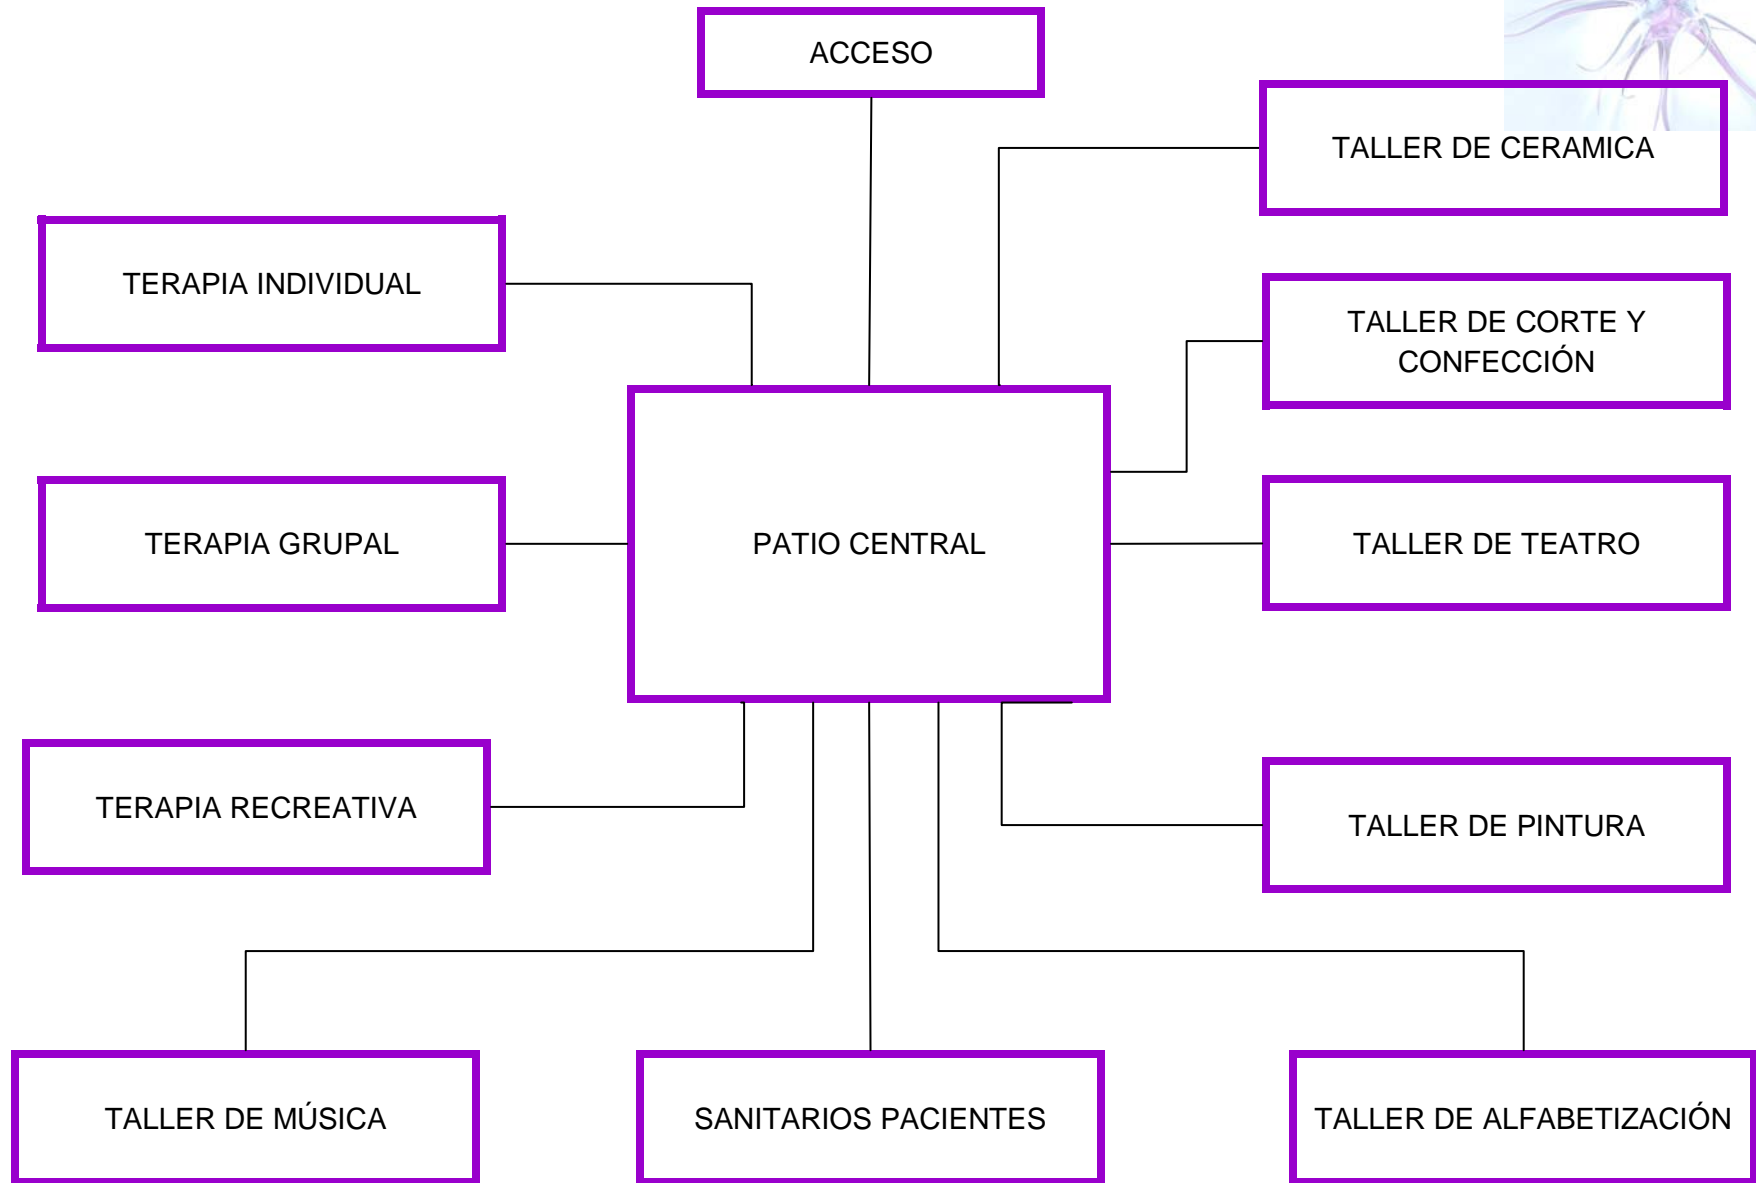 ACCESO
TALLER DE CERAMICA
TERAPIA INDIVIDUAL
TALLER DE CORTE Y
CONFECCIÓN
TERAPIA GRUPAL
PATIO CENTRAL
TALLER DE TEATRO
TERAPIA RECREATIVA
TALLER DE PINTURA
TALLER DE MÚSICA
SANITARIOS PACIENTES
TALLER DE ALFABETIZACIÓN